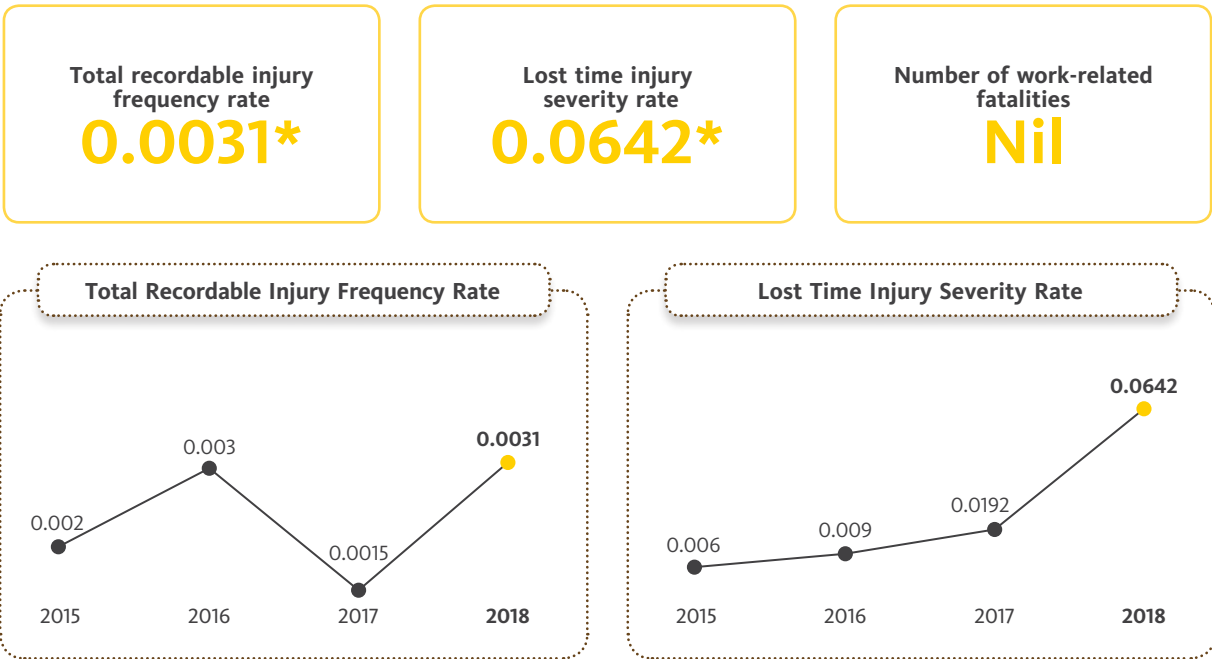 Total recordable injury
frequency rate
0.0031*
Lost time injury
severity rate
0.0642*
Number of work-related
fatalities
Nil
Total Recordable Injury Frequency Rate
0.002
0.003
0.0015
0.0031
2015
2016
2017
2018
Lost Time Injury Severity Rate
0.006
0.009
0.0192
0.0642
2015
2016
2017
2018